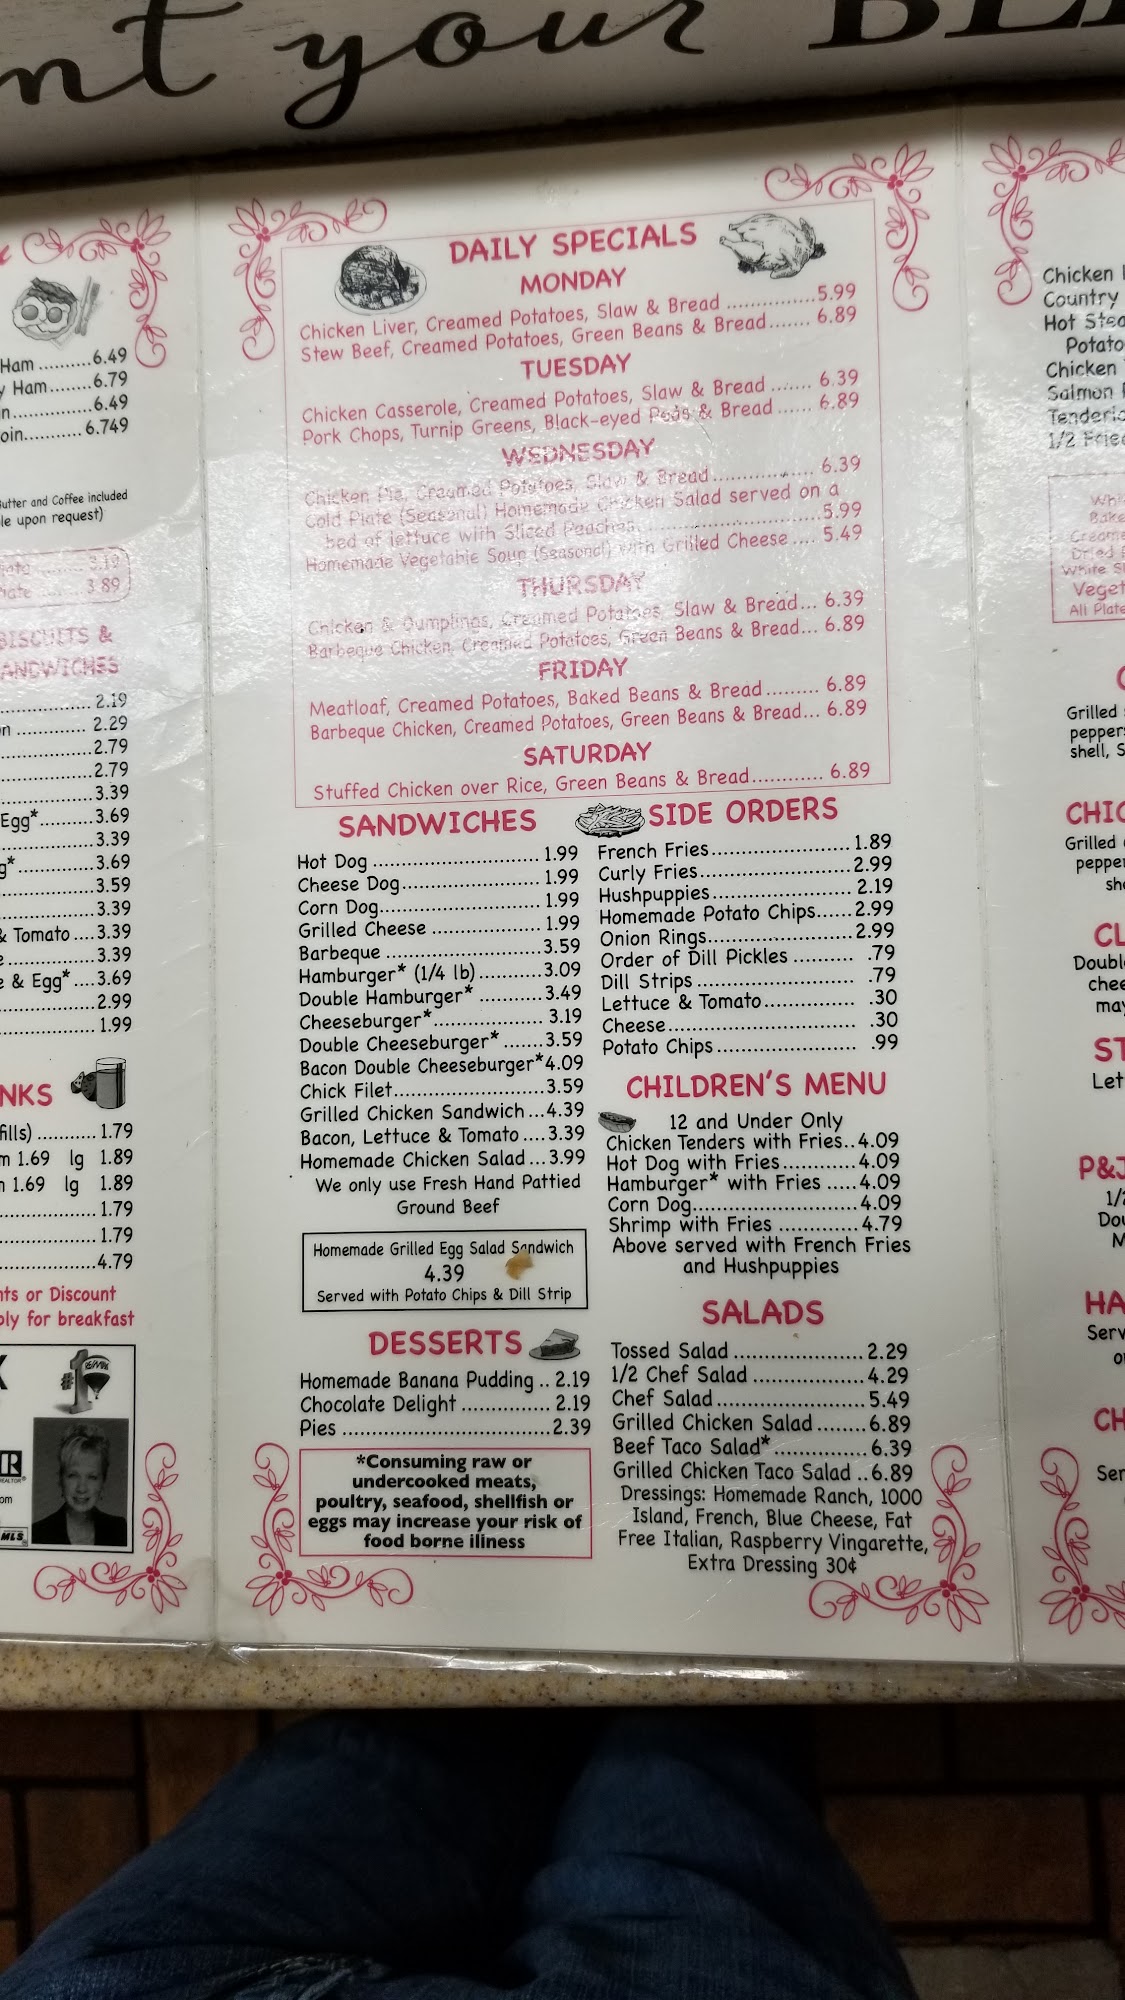 nt your
DAILY SPECIALS
MONDAY
Chicken Liver, Creamed Potatoes, Slaw & Bread ...............5.99
Stew Beef, Creamed Potatoes, Green Beans & Bread....... 6.89
TUESDAY
Chicken Casserole, Creamed Potatoes, Slaw & Bread ....... 6.39
Pork Chops, Turnip Greens, Black-eyed Peas & Bread ...... 6.89
WEDNESDAY
Chicken Pie, Creamed Potatoes, Slaw & Bread.................. 6.39
Cold Plate (Seasonal) Homemade Chicken Salad served on a
bed of lettuce with Sliced Peaches...............................5.99
Homemade Vegetable Soup (Seasonal) with Grilled Cheese .... 5.49
THURSDAY
Chicken & Dumplings, Creamed Potatoes, Slaw & Bread... 6.39
Barbeque Chicken, Creamed Potatoes, Green Beans & Bread... 6.89
FRIDAY
Meatloaf, Creamed Potatoes, Baked Beans & Bread......... 6.89
Barbeque Chicken, Creamed Potatoes, Green Beans & Bread... 6.89
SATURDAY
Stuffed Chicken over Rice, Green Beans & Bread............ 6.89
SANDWICHES
Hot Dog ............................... 1.99
Cheese Dog.......................... 1.99
Corn Dog.............................. 1.99
Grilled Cheese ..................... 1.99
Barbeque ............................. 3.59
Hamburger* (1/4 lb)............ 3.09
Double Hamburger* ............3.49
Cheeseburger*.................... 3.19
Double Cheeseburger* .......3.59
Bacon Double Cheeseburger*4.09
Chick Filet............................3.59
Grilled Chicken Sandwich ...4.39
Bacon, Lettuce & Tomato ....3.39
Homemade Chicken Salad ...3.99
We only use Fresh Hand Pattied
Ground Beef
Homemade Grilled Egg Salad Sandwich
4.39
Served with Potato Chips & Dill Strip
DESSERTS
Homemade Banana Pudding .. 2.19
Chocolate Delight ................ 2.19
Pies ......................................2.39
*Consuming raw or
undercooked meats,
poultry, seafood, shellfish or
eggs may increase your risk of
food borne iliness
SIDE ORDERS
French Fries..........................1.89
Curly Fries............................2.99
Hushpuppies.......................... 2.19
Homemade Potato Chips......2.99
Onion Rings...........................2.99
Order of Dill Pickles ........... .79
Dill Strips ............................. .79
Lettuce & Tomato................. .30
Cheese................................... .30
Potato Chips.......................... .99
CHILDREN'S MENU
12 and Under Only
Chicken Tenders with Fries..4.09
Hot Dog with Fries..............4.09
Hamburger* with Fries .....4.09
Corn Dog...............................4.09
Shrimp with Fries ...............4.79
Above served with French Fries
and Hushpuppies
SALADS
Tossed Salad ........................2.29
1/2 Chef Salad .....................4.29
Chef Salad............................5.49
Grilled Chicken Salad .........6.89
Beef Taco Salad*..................6.39
Grilled Chicken Taco Salad ..6.89
Dressings: Homemade Ranch, 1000
Island, French, Blue Cheese, Fat
Free Italian, Raspberry Vingarette,
Extra Dressing 30¢
Ham ..........6.49
Ham.......6.79
6.49
6.749
Butter and Coffee included
upon request)
3.19
3.89
BISCUITS &
SANDWICHES
2.19
2.29
2.79
2.79
3.39
Egg*..........3.69
3.39
3.69
3.59
3.39
& Tomato ....3.39
3.39
& Egg*....3.69
2.99
1.99
1.79
1.69 lg 1.89
1.69 lg 1.89
1.79
1.79
4.79
or Discount
for breakfast
RE/MAX
REALTOR
MLS
Chicken
Country
Hot
Chicken
Salmon
1/2
All
Grilled
shell,
Grilled
P&J